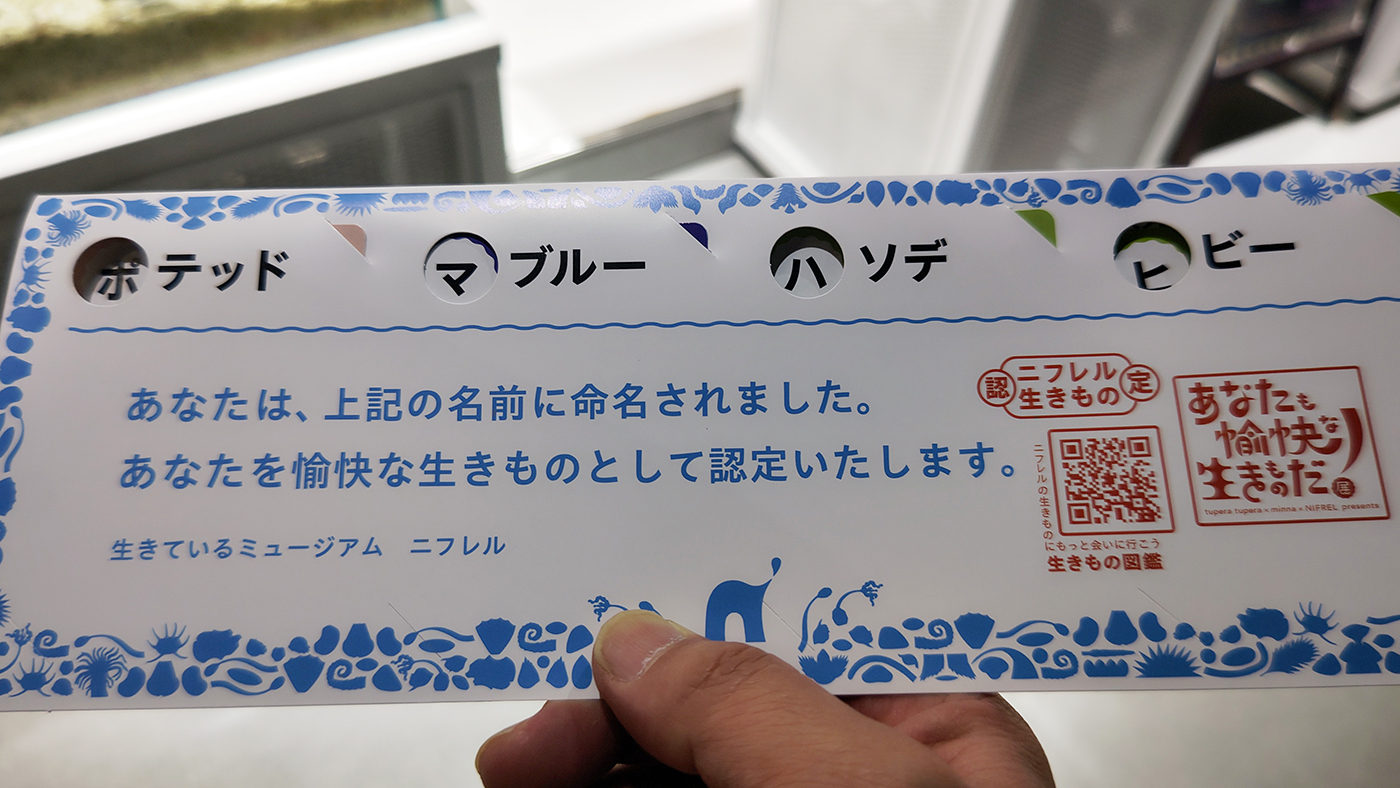 ポテッド マブルー ハソデ ヒビー
あなたは、上記の名前に命名されました。
あなたを愉快な生きものとして認定いたします。
生きているミュージアム ニフレル
認 ニフレル 定
生きもの
ニフレルの生きもの
にもっと会いに行こう
生きもの図鑑
あなたも
愉快な
生きものだ!
展
tupera tupera × minna × NIFREL presents